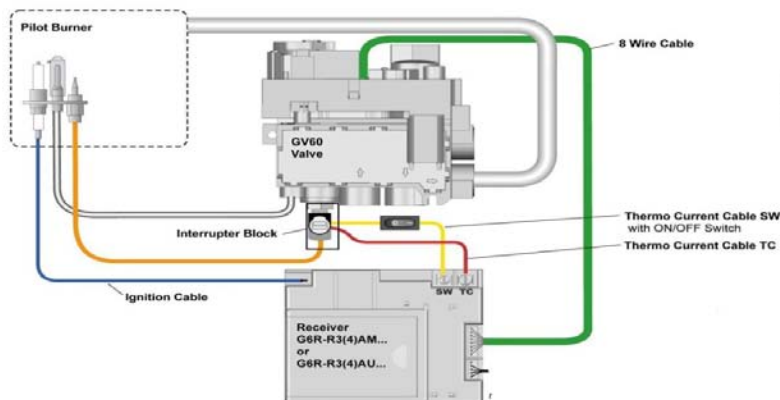 Pilot Burner
8 Wire Cable
GV60
Valve
Interrupter Block
Thermo Current Cable SW
with ON/OFF Switch
Thermo Current Cable TC
Ignition Cable
SW TC
Receiver
G6R-R3(4)AM...
or
G6R-R3(4)AU...
r